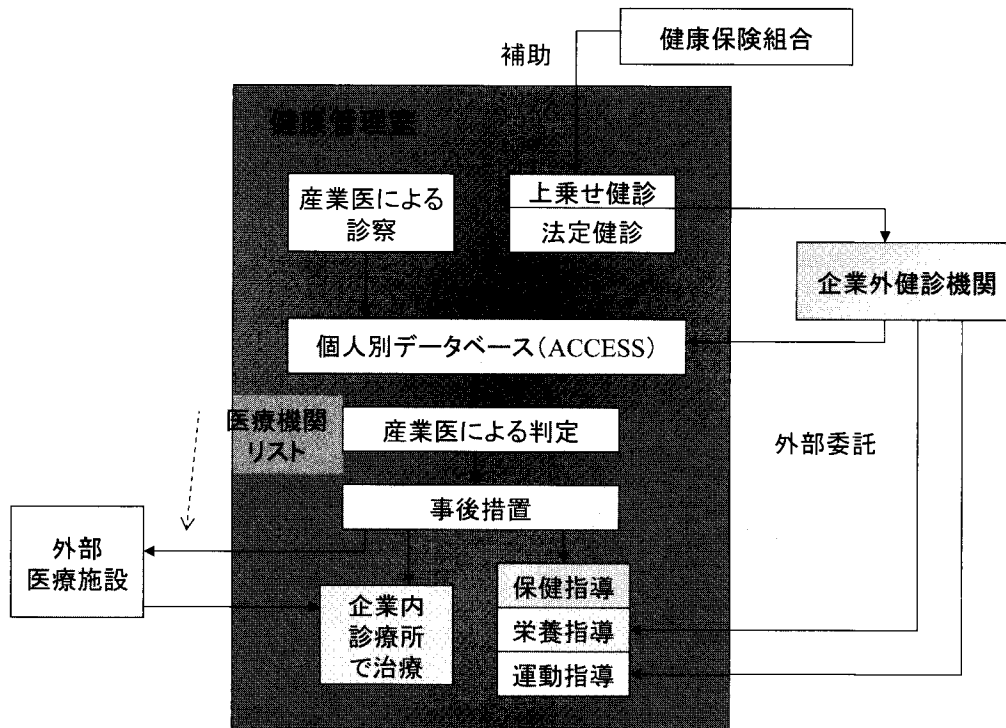 健康保険組合
補助
健康管理室
産業医による
診察
上乗せ健診
法定健診
企業外健診機関
個人別データベース(ACCESS)
医療機関
リスト
産業医による判定
外部委託
事後措置
外部
医療施設
企業内
診療所
で治療
保健指導
栄養指導
運動指導